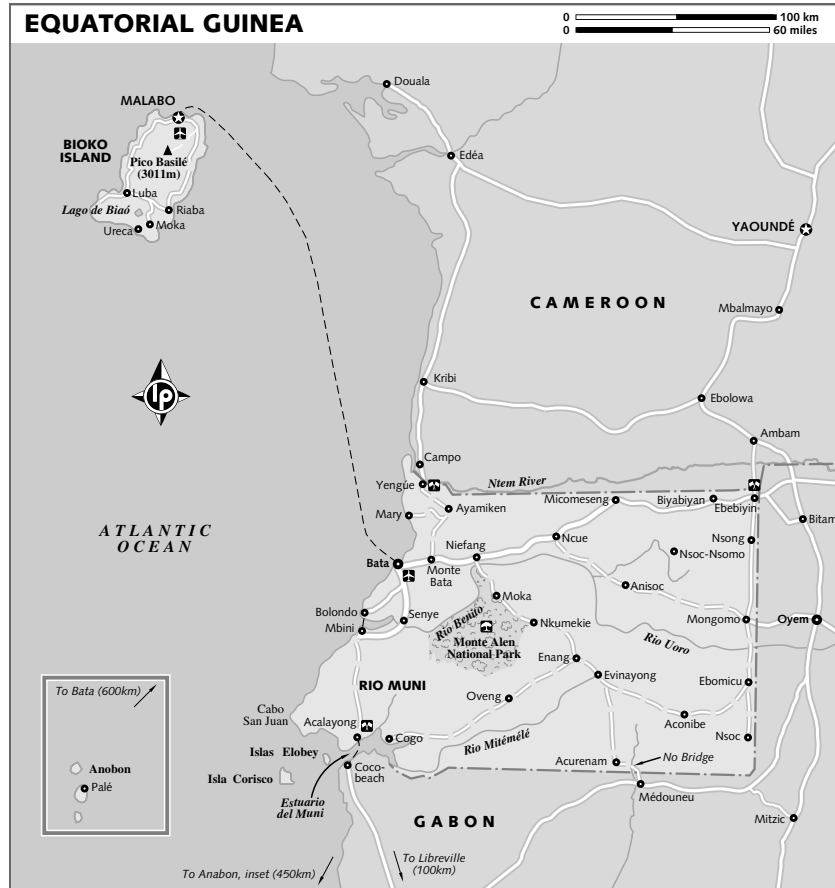 EQUATORIAL GUINEA
0 100 km
0 60 miles
Douala
MALABO
BIOKO
ISLAND
Pico Basilé
(3011m)
Edéa
Luba
Lago de Biaó
Riaba
Moka
Ureca
YAOUNDÉ
CAMEROON
Mbalmayo
lp
Kribi
Ebolowa
Ambam
Campo
Yengüe
Ntem River
Micomeseng
Biyabiyan
Ebebiyin
Mary
Ayamiken
Bitam
ATLANTIC
OCEAN
Niefang
Ncue
Nsong
Nsoc-Nsomo
Bata
Monte
Bata
Anisoc
Moka
Bolondo
Senye
Mbini
Rio Benito
Nkumekie
Mongomo
Oyem
Monte Alen
National Park
Rio Uoro
Enang
Evinayong
RIO MUNI
Ebomicu
To Bata (600km)
Oveng
Cabo
San Juan
Acalayong
Aconibe
Cogo
Rio Mitémélé
Nsoc
Islas Elobey
No Bridge
Acurenam
Anobon
Isla Corisco
Coco-
beach
Palé
Médouneu
Estuario
del Muni
Mitzic
GABON
To Libreville
(100km)
To Anabon, inset (450km)